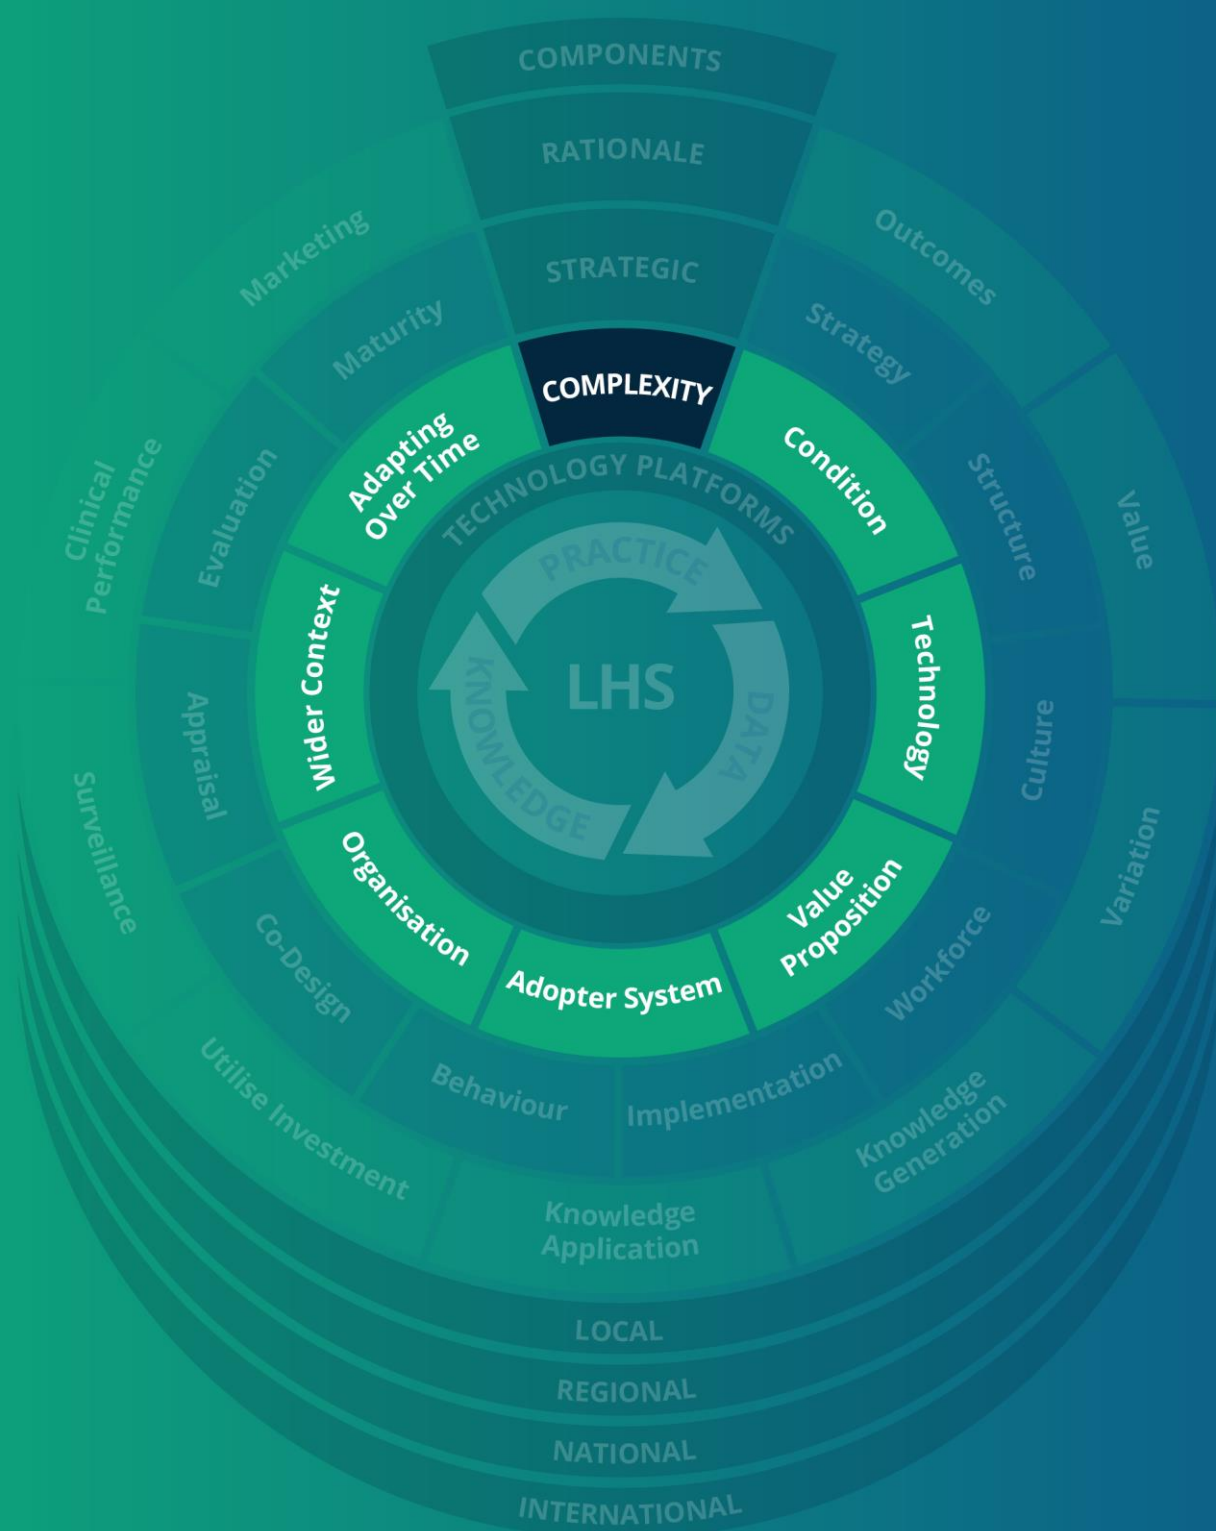 COMPONENTS
RATIONALE
STRATEGIC
COMPLEXITY
TECHNOLOGY PLATFORMS
PRACTICE
DATA
KNOWLEDGE
LHS
Condition
Technology
Value
Proposition
Adopter System
Organisation
Wider Context
Adapting
Over Time
Strategy
Structure
Culture
Workforce
Implementation
Behaviour
Co-Design
Appraisal
Evaluation
Maturity
Outcomes
Value
Variation
Knowledge
Generation
Knowledge
Application
Utilise Investment
Surveillance
Clinical
Performance
Marketing
LOCAL
REGIONAL
NATIONAL
INTERNATIONAL